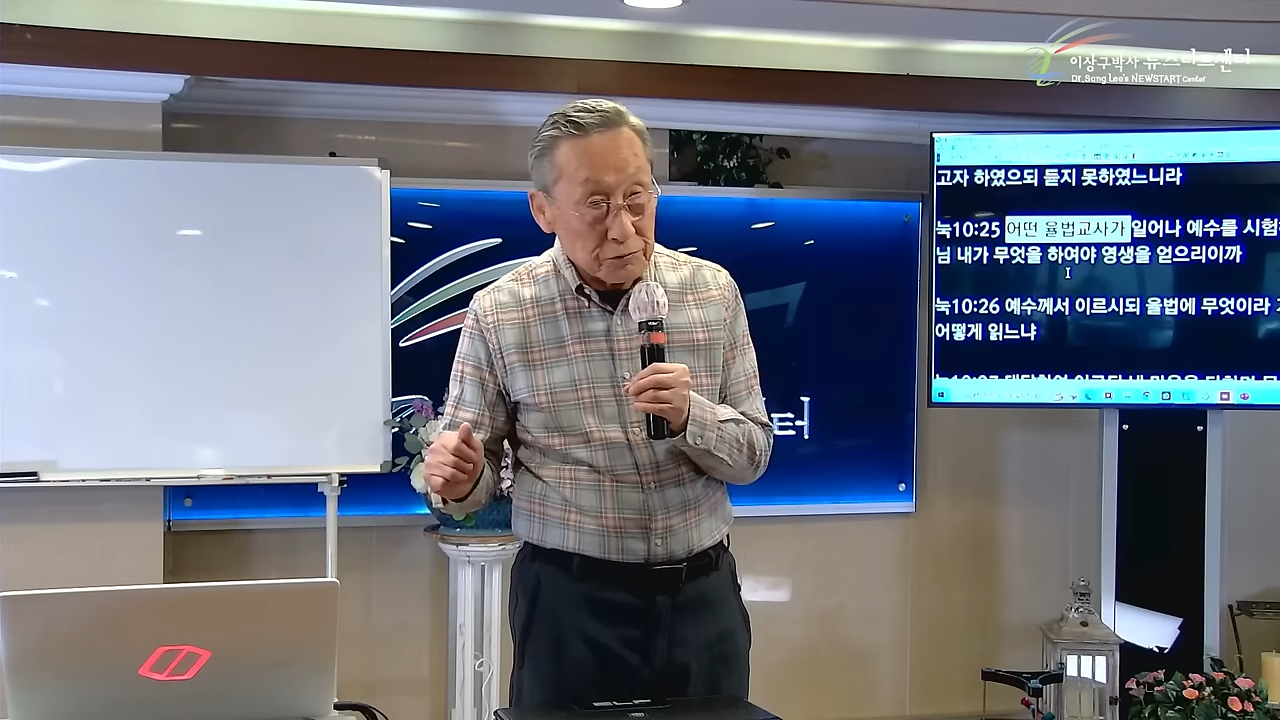 이상구박사 뉴스타트센터
Dr. Sang Lee's NEWSTART Center
고자 하였으되 듣지 못하였느니라
눅10:25 어떤 율법교사가 일어나 예수를 시험
님 내가 무엇을 하여야 영생을 얻으리이까
눅10:26 예수께서 이르시되 율법에 무엇이라
어떻게 읽느냐
터